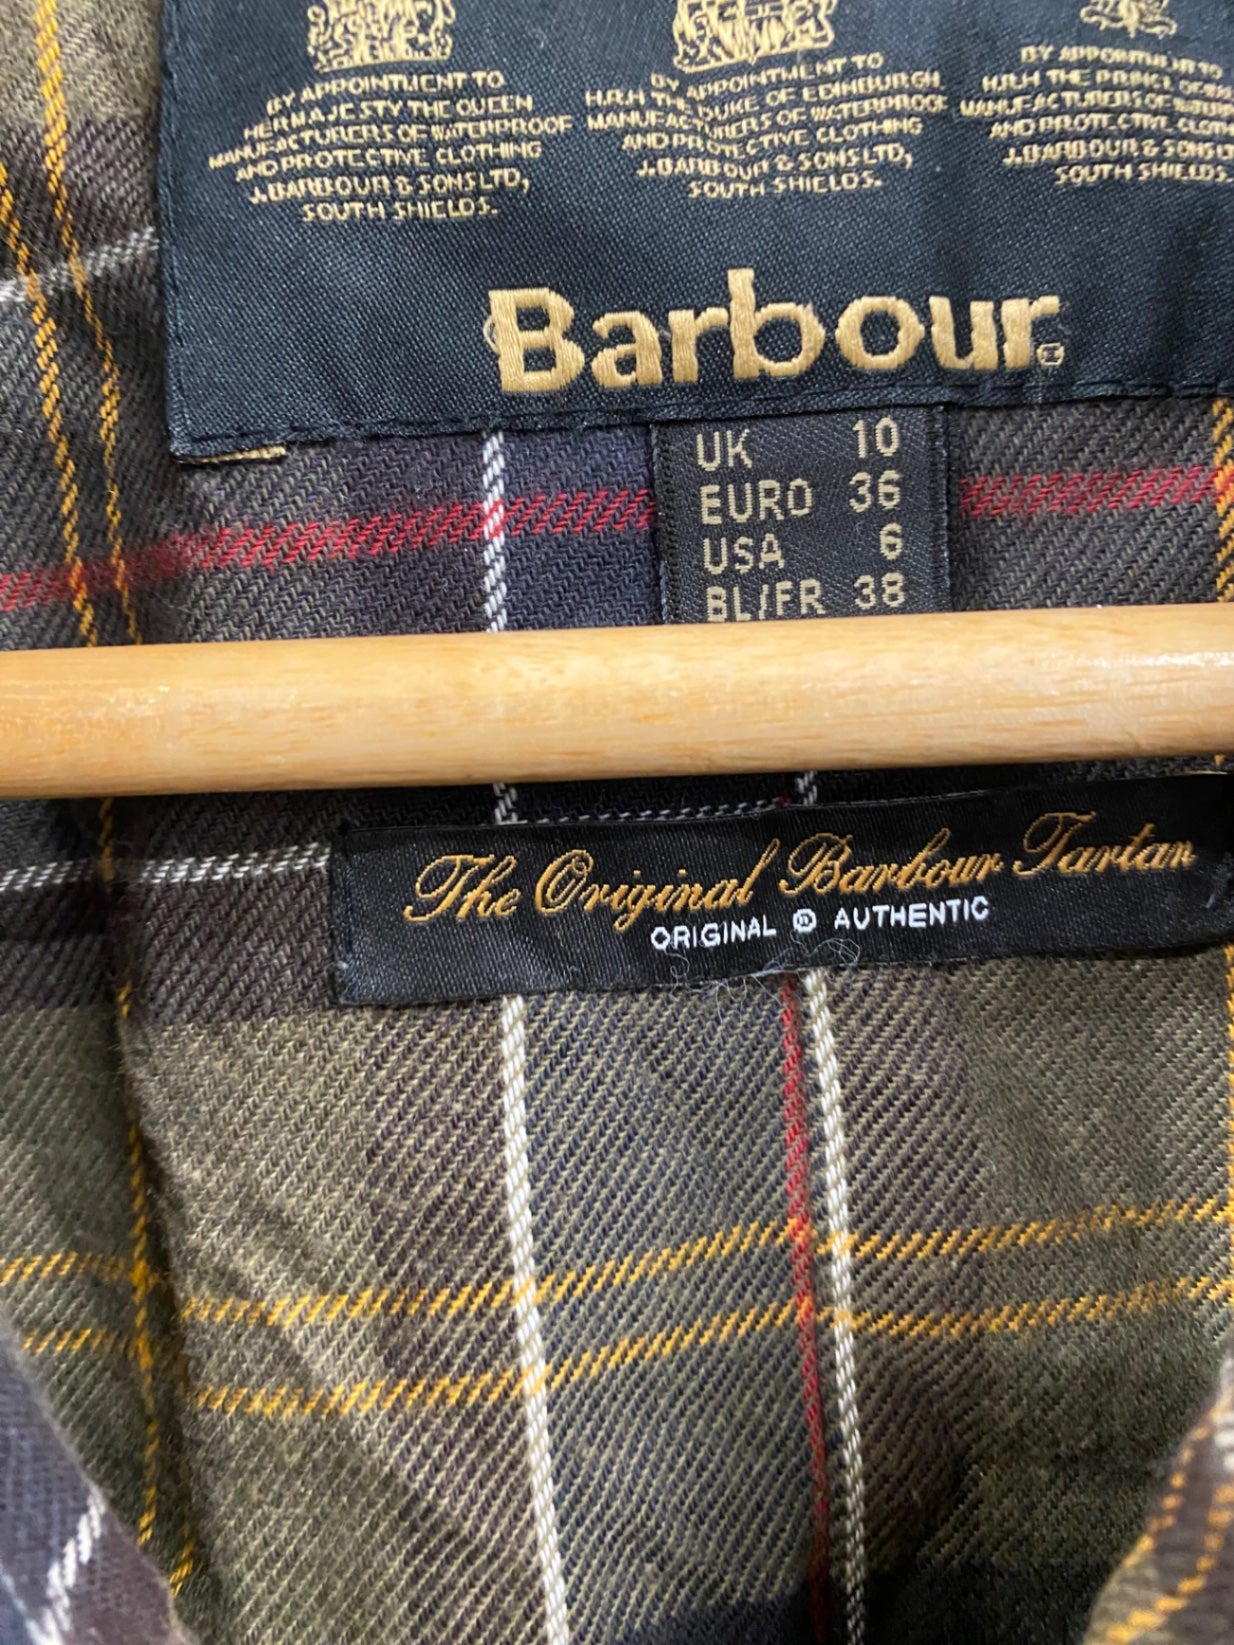 BY APPOINTMENT TO
HER MAJESTY THE QUEEN
MANUFACTURERS OF WATERPROOF
AND PROTECTIVE CLOTHING
J. BARBOUR & SONS LTD,
SOUTH SHIELDS.
BY APPOINTMENT TO
H.R.H THE DUKE OF EDINBURGH
MANUFACTURERS OF WATERPROOF
AND PROTECTIVE CLOTHING
J. BARBOUR & SONS LTD,
SOUTH SHIELDS.
BY APPOINTMENT TO
H.R.H THE PRINCE OF
MANUFACTURERS OF
AND PROTECTIVE
J. BARBOUR & SONS
SOUTH SHIELDS.
Barbour®
UK 10
EURO 36
USA 6
BL/FR 38
The Original Barbour Tartan
ORIGINAL ® AUTHENTIC